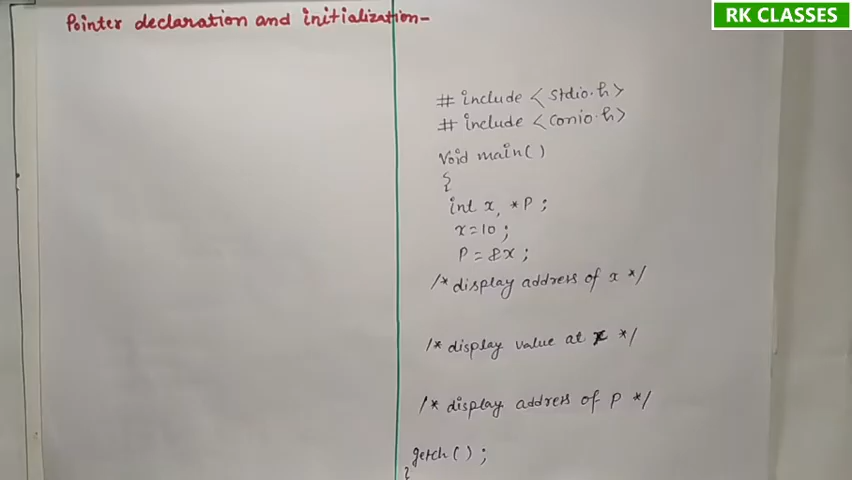 RK CLASSES
Pointer declaration and initialization-
# include <stdio.h>
# include <conio.h>
void main()
{
int x, *P;
x=10;
P=&x;
/* display address of x */
/* display value at x */
/* display address of p */
getch();
}